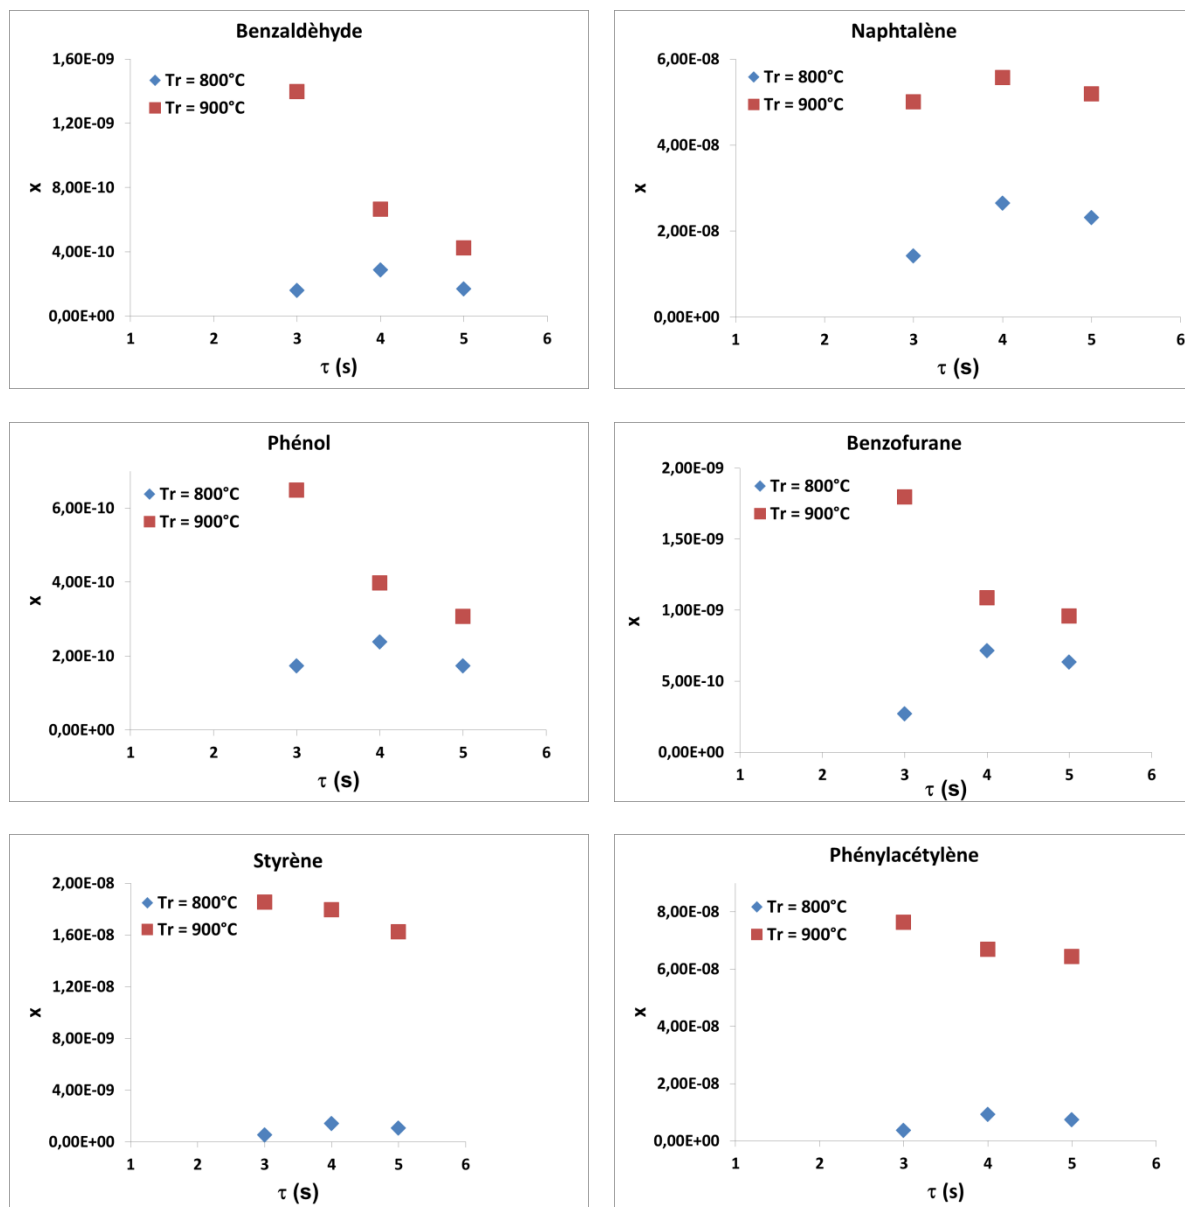 Benzaldèhyde
1,60E-09
1,20E-09
8,00E-10
4,00E-10
0,00E+00
x
Tr = 800°C
Tr = 900°C
1 2 3 4 5 6
τ (s)
Naphtalène
6,00E-08
4,00E-08
2,00E-08
0,00E+00
x
Tr = 800°C
Tr = 900°C
1 2 3 4 5 6
τ (s)
Phénol
6,00E-10
4,00E-10
2,00E-10
0,00E+00
x
Tr = 800°C
Tr = 900°C
1 2 3 4 5 6
τ (s)
Benzofurane
2,00E-09
1,50E-09
1,00E-09
5,00E-10
0,00E+00
x
Tr = 800°C
Tr = 900°C
1 2 3 4 5 6
τ (s)
Styrène
2,00E-08
1,60E-08
1,20E-08
8,00E-09
4,00E-09
0,00E+00
x
Tr = 800°C
Tr = 900°C
1 2 3 4 5 6
τ (s)
Phénylacétylène
8,00E-08
6,00E-08
4,00E-08
2,00E-08
0,00E+00
x
Tr = 800°C
Tr = 900°C
1 2 3 4 5 6
τ (s)